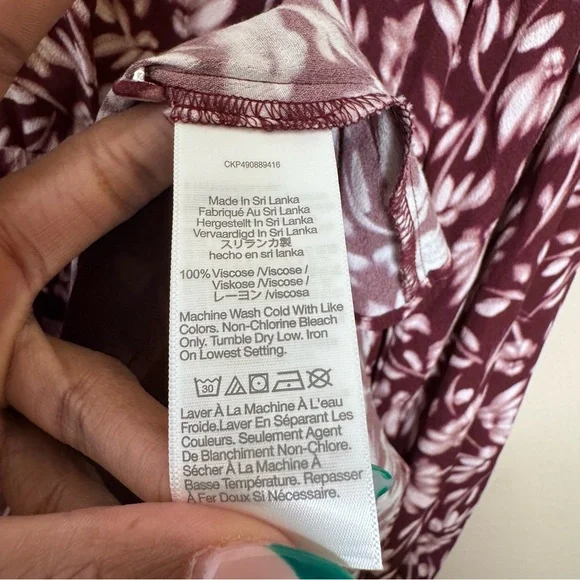 CKP490889416
Made In Sri Lanka
Fabriqué Au Sri Lanka
Hergestellt In Sri Lanka
Vervaardigd In Sri Lanka
スリランカ製
hecho en sri lanka
100% Viscose /Viscose/
Viskose /Viscose /
レーヨン /viscosa
Machine Wash Cold With Like
Colors. Non-Chlorine Bleach
Only. Tumble Dry Low. Iron
On Lowest Setting.
30
Laver À La Machine À L'eau
Froide.Laver En Séparant Les
Couleurs. Seulement Agent
De Blanchiment Non-Chlore.
Sécher À La Machine À
Basse Température. Repasser
À Fer Doux Si Nécessaire.